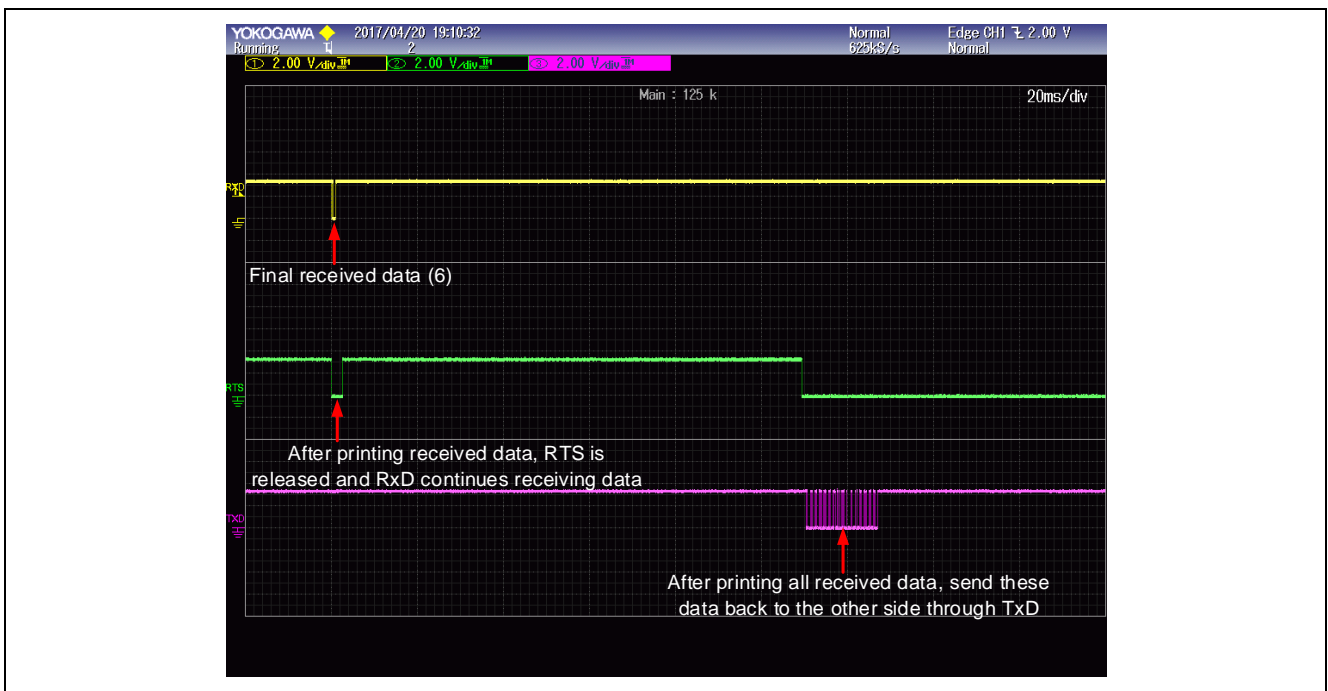 YOKOGAWA 2017/04/20 19:10:32 Normal Edge CH1 2.00 V
Running 2 625kS/s Normal
1 2.00 V/div 2 2.00 V/div 3 2.00 V/div
Main : 125 k 20ms/div
RXD
Final received data (6)
RTS
After printing received data, RTS is
released and RxD continues receiving data
TXD
After printing all received data, send these
data back to the other side through TxD